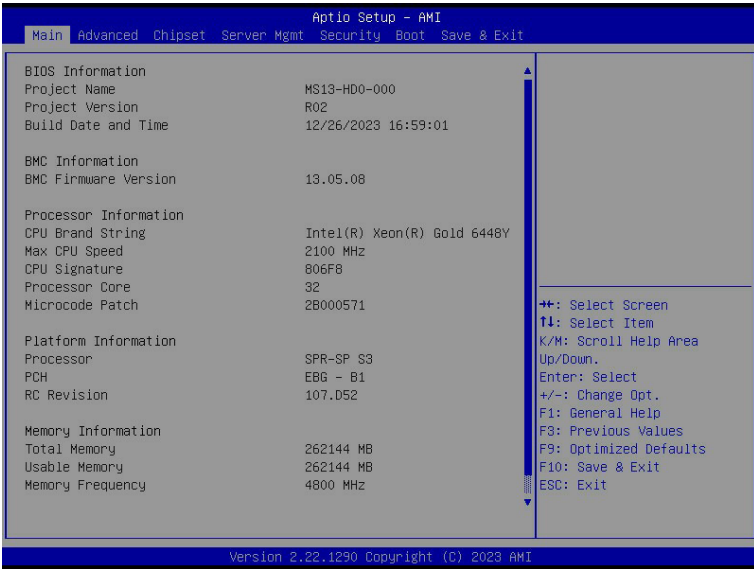 Aptio Setup - AMI
Main Advanced Chipset Server Mgmt Security Boot Save & Exit
BIOS Information
Project Name MS13-HD0-000
Project Version R02
Build Date and Time 12/26/2023 16:59:01
BMC Information
BMC Firmware Version 13.05.08
Processor Information
CPU Brand String Intel(R) Xeon(R) Gold 6448Y
Max CPU Speed 2100 MHz
CPU Signature 806F8
Processor Core 32
Microcode Patch 2B000571
Platform Information
Processor SPR-SP S3
PCH EBG - B1
RC Revision 107.D52
Memory Information
Total Memory 262144 MB
Usable Memory 262144 MB
Memory Frequency 4800 MHz
→←: Select Screen
↑↓: Select Item
K/M: Scroll Help Area
Up/Down.
Enter: Select
+/-: Change Opt.
F1: General Help
F3: Previous Values
F9: Optimized Defaults
F10: Save & Exit
ESC: Exit
Version 2.22.1290 Copyright (C) 2023 AMI